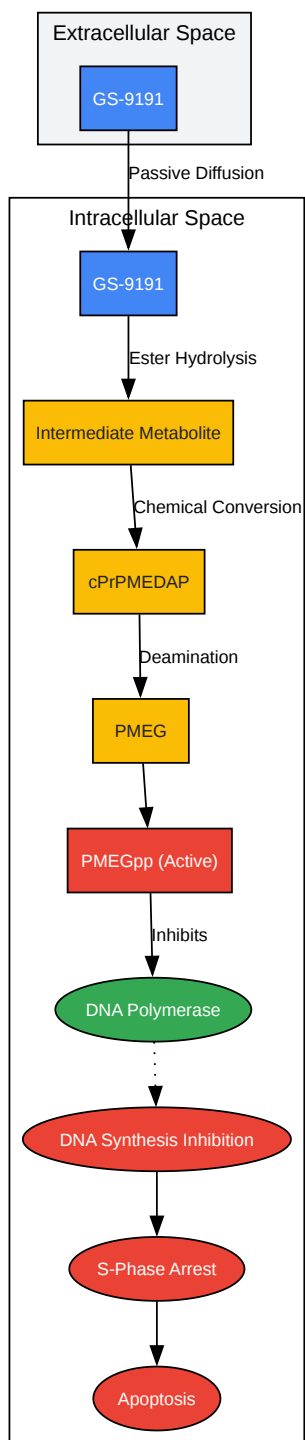 Extracellular Space
GS-9191
Passive Diffusion
Intracellular Space
GS-9191
Ester Hydrolysis
Intermediate Metabolite
Chemical Conversion
cPrPMEDAP
Deamination
PMEG
PMEGpp (Active)
Inhibits
DNA Polymerase
DNA Synthesis Inhibition
S-Phase Arrest
Apoptosis